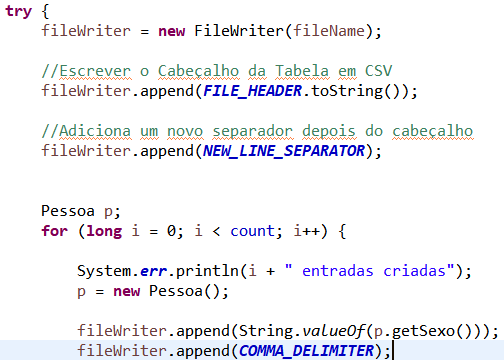 try {
fileWriter = new FileWriter(fileName);
//Escrever o Cabeçalho da Tabela em CSV
fileWriter.append(FILE_HEADER.toString());
//Adiciona um novo separador depois do cabeçalho
fileWriter.append(NEW_LINE_SEPARATOR);
Pessoa p;
for (long i = 0; i < count; i++) {
System.err.println(i + " entradas criadas");
p = new Pessoa();
fileWriter.append(String.valueOf(p.getSexo()));
fileWriter.append(COMMA_DELIMITER);